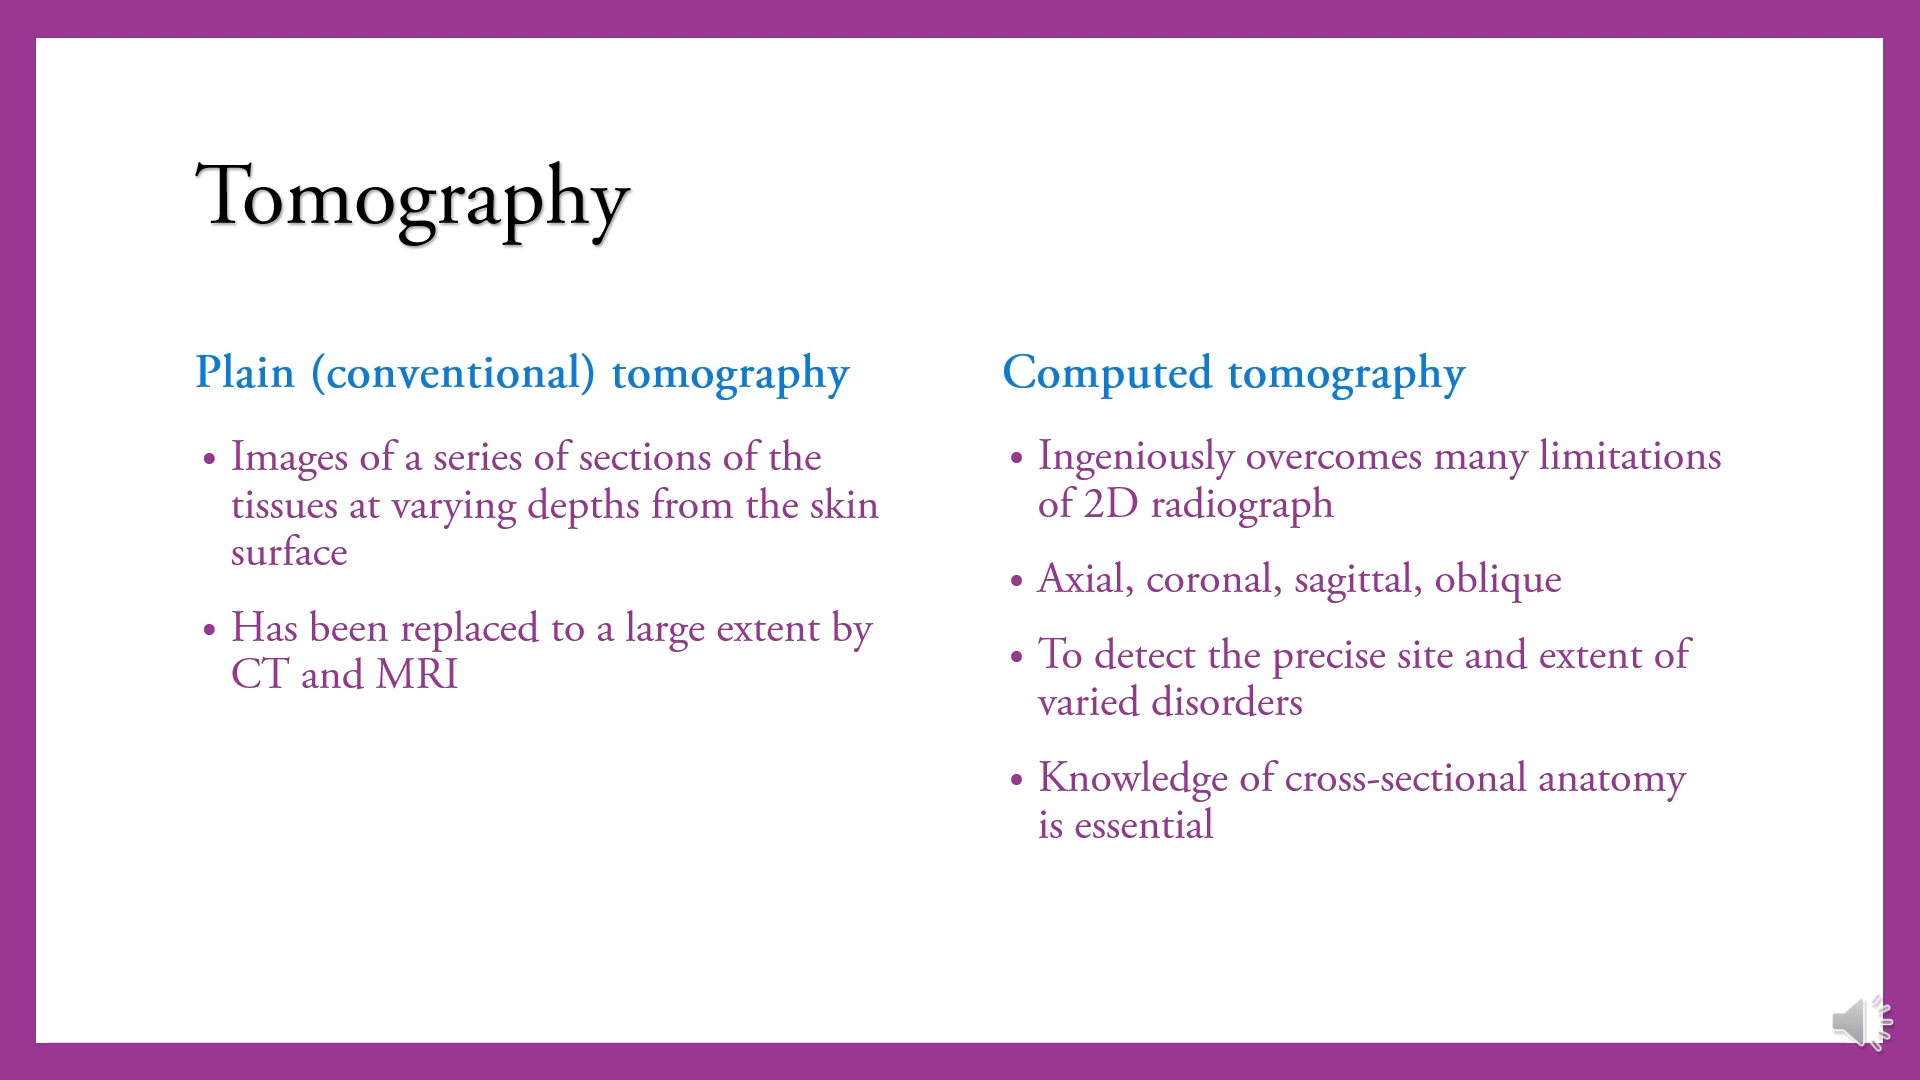 Tomography
Plain (conventional) tomography
• Images of a series of sections of the
tissues at varying depths from the skin
surface
• Has been replaced to a large extent by
CT and MRI
Computed tomography
• Ingeniously overcomes many limitations
of 2D radiograph
• Axial, coronal, sagittal, oblique
• To detect the precise site and extent of
varied disorders
• Knowledge of cross-sectional anatomy
is essential